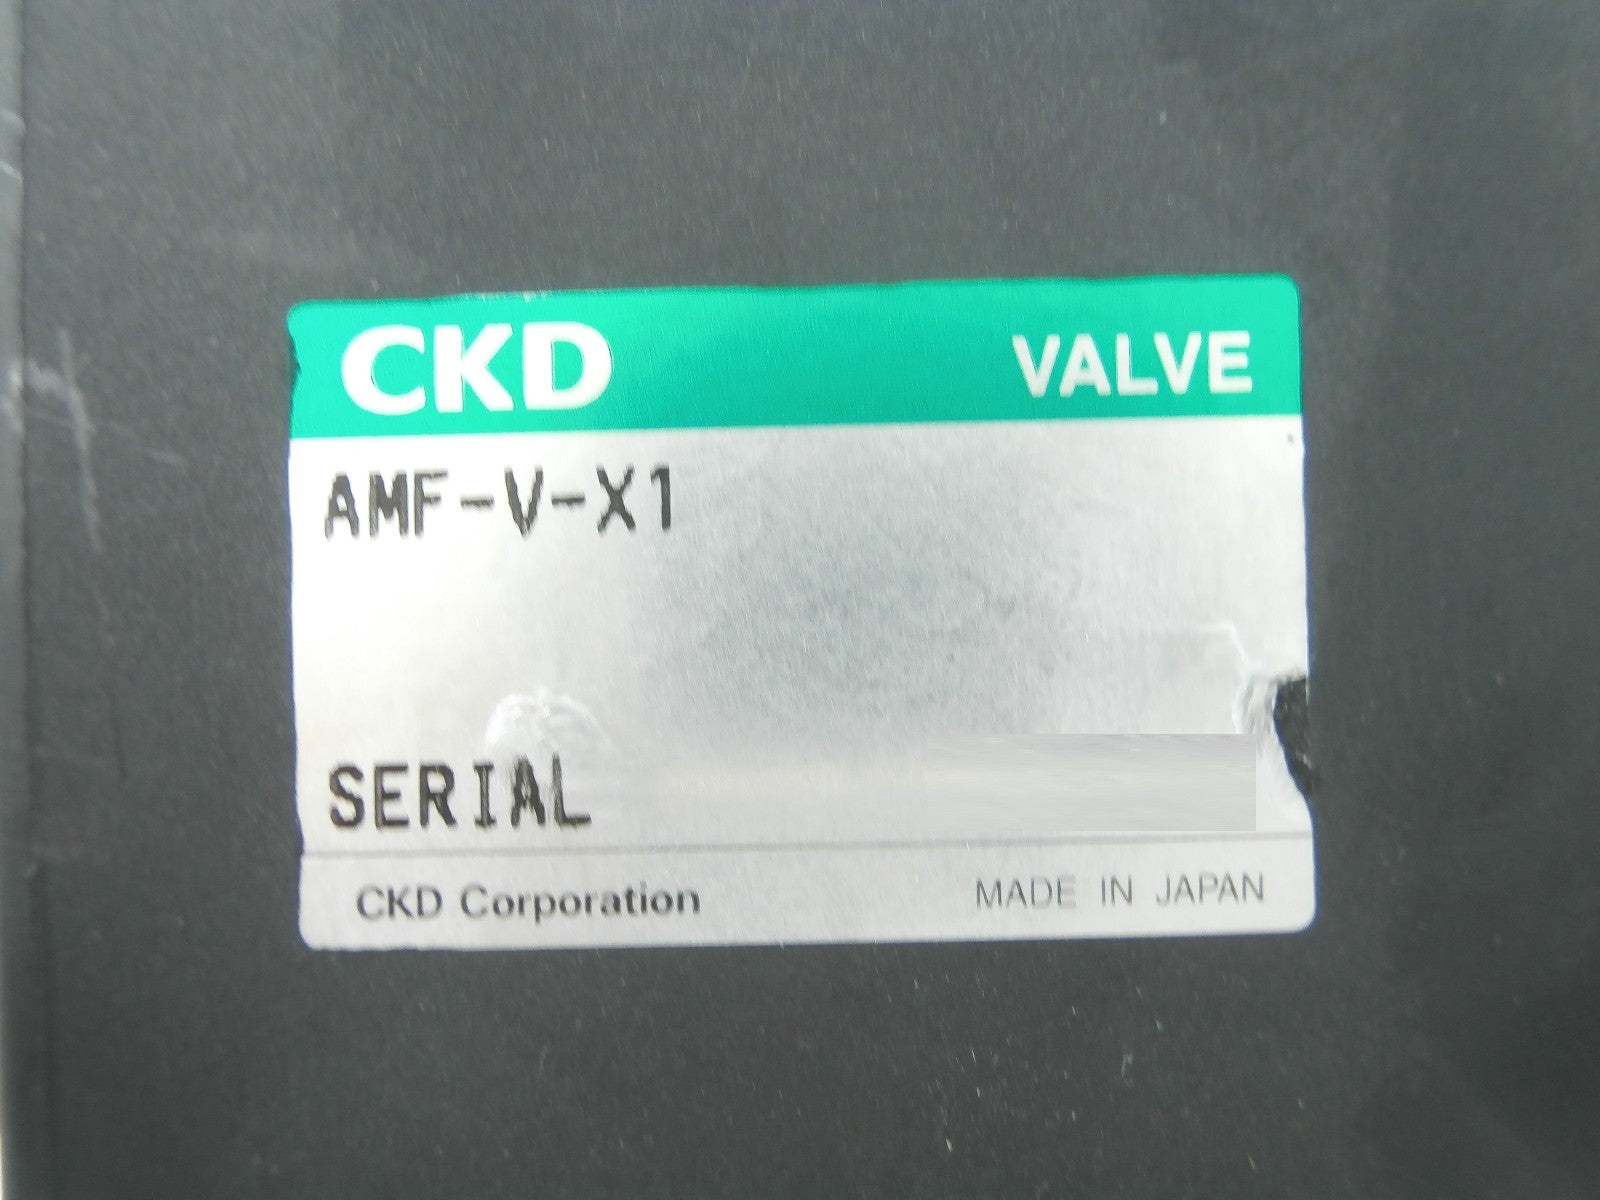 CKD VALVE
AMF-V-X1
SERIAL
CKD Corporation MADE IN JAPAN